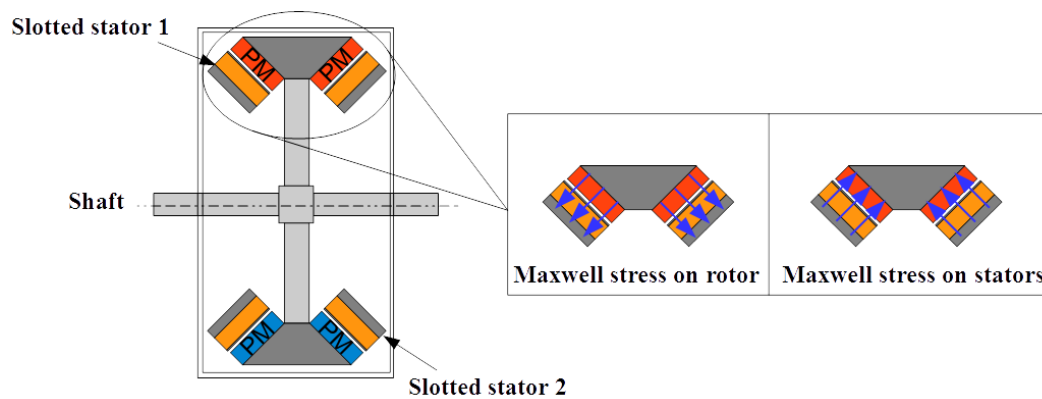 Slotted stator 1
PM PM
Shaft
Maxwell stress on rotor
Maxwell stress on stators
PM PM
Slotted stator 2